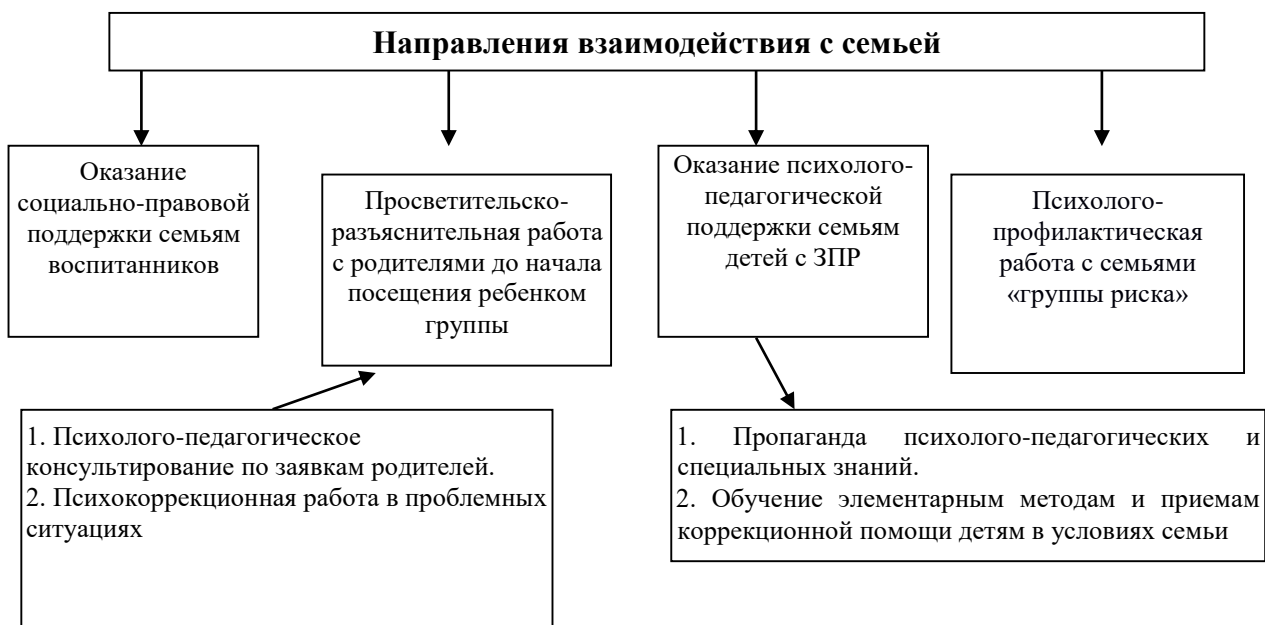 Направления взаимодействия с семьей
Оказание
социально-правовой
поддержки семьям
воспитанников
Просветительско-
разъяснительная работа
с родителями до начала
посещения ребенком
группы
Оказание психолого-
педагогической
поддержки семьям
детей с ЗПР
Психолого-
профилактическая
работа с семьями
«группы риска»
1. Психолого-педагогическое
консультирование по заявкам родителей.
2. Психокоррекционная работа в проблемных
ситуациях
1. Пропаганда психолого-педагогических и
специальных знаний.
2. Обучение элементарным методам и приемам
коррекционной помощи детям в условиях семьи